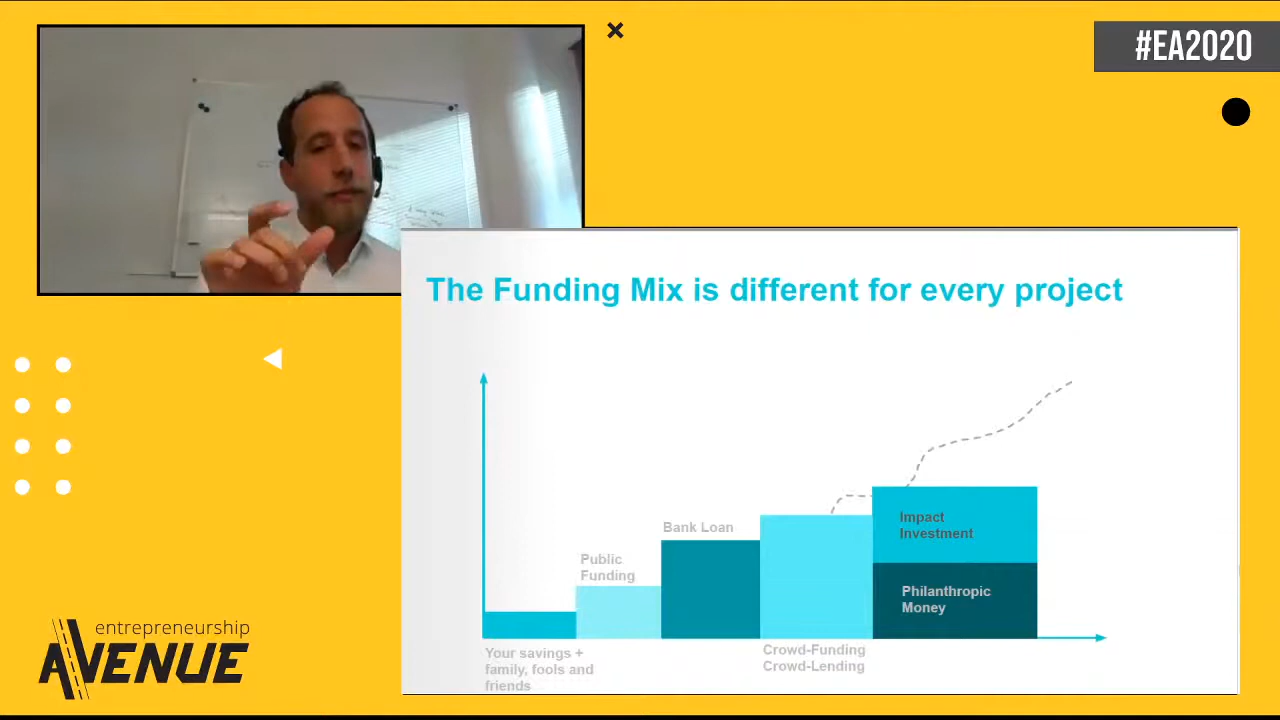 #EA2020
The Funding Mix is different for every project
Impact
Investment
Bank Loan
Public
Funding
Philanthropic
Money
Your savings +
family, fools and
friends
Crowd-Funding
Crowd-Lending
entrepreneurship
AVENUE